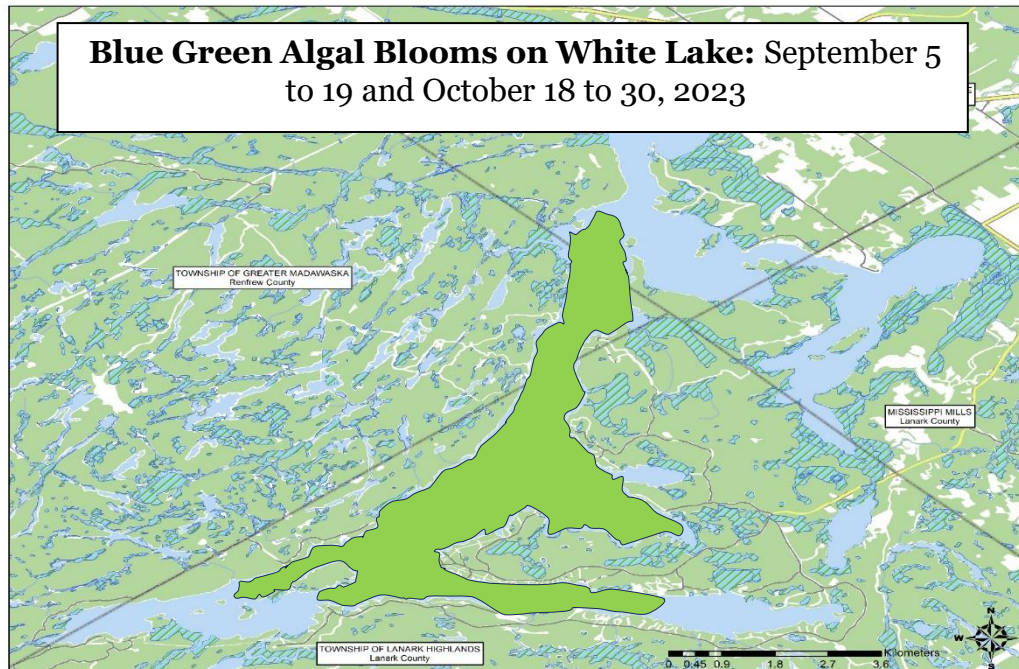 Blue Green Algal Blooms on White Lake: September 5
to 19 and October 18 to 30, 2023
TOWNSHIP OF GREATER MADAWASKA
Renfrew County
MISSISSIPPI MILLS
Lanark County
TOWNSHIP OF LANARK HIGHLANDS
Lanark County
N
W
S
Kilometers
0 0.45 0.9 1.8 2.7 3.6